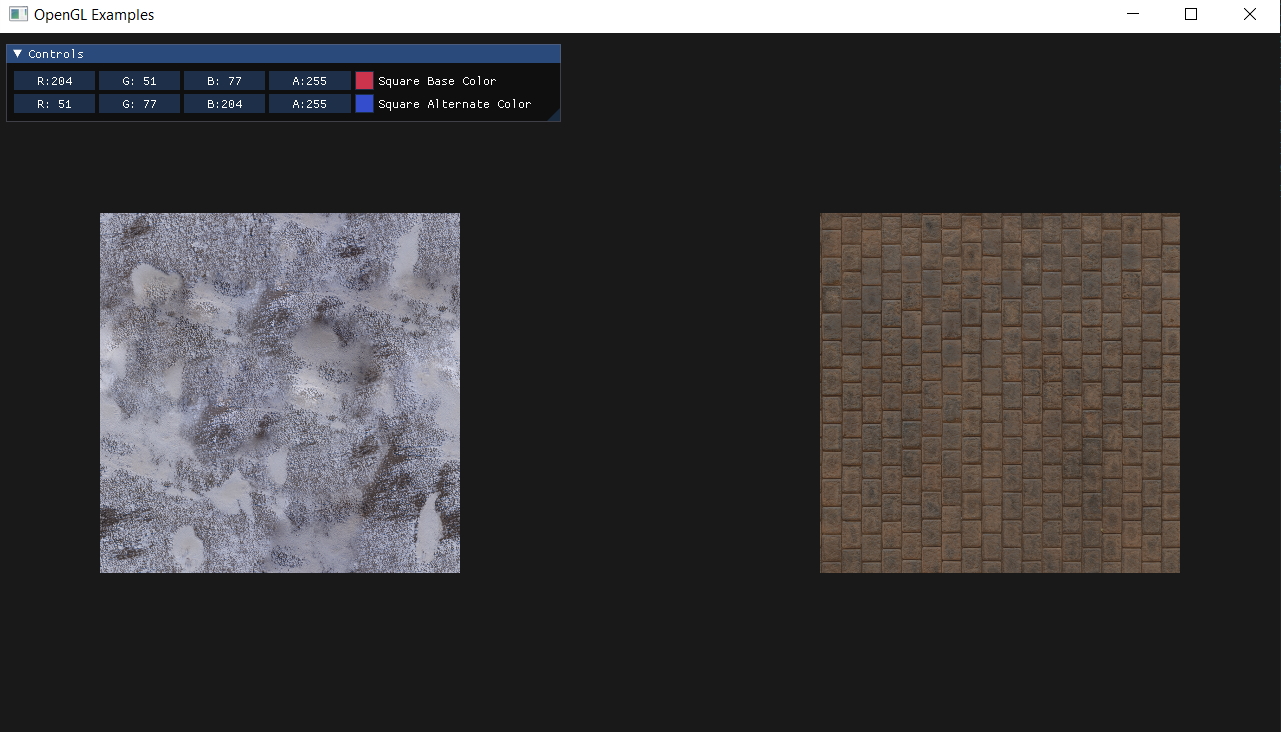 OpenGL Examples
Controls
R:204 G: 51 B: 77 A:255 Square Base Color
R: 51 G: 77 B:204 A:255 Square Alternate Color